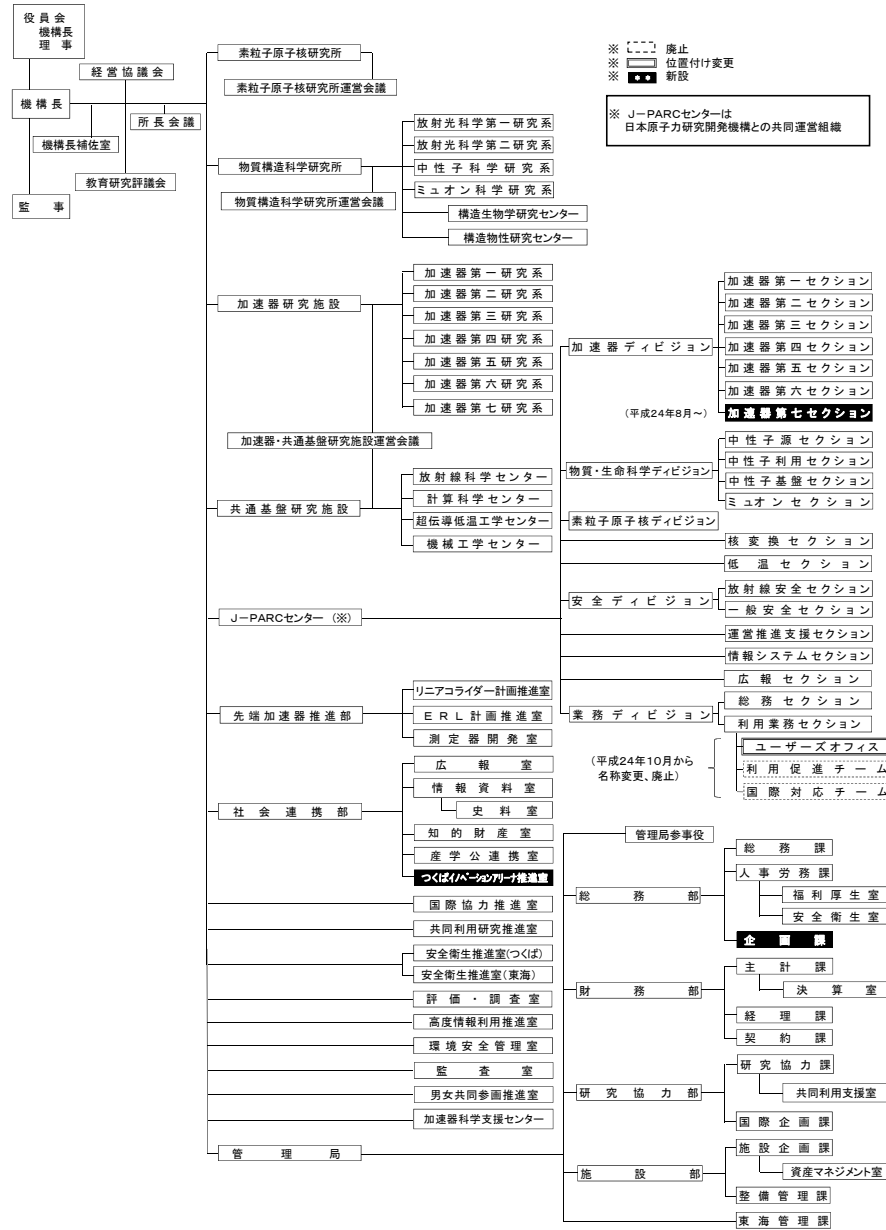 役員会
機構長
理事
経営協議会
機構長
所長会議
機構長補佐室
教育研究評議会
監事
※ 廃止
※ 位置付け変更
※ ** 新設
※ J－PARCセンターは
日本原子力研究開発機構との共同運営組織
素粒子原子核研究所
素粒子原子核研究所運営会議
物質構造科学研究所
物質構造科学研究所運営会議
放射光科学第一研究系
放射光科学第二研究系
中性子科学研究系
ミュオン科学研究系
構造生物学研究センター
構造物性研究センター
加速器研究施設
加速器第一研究系
加速器第二研究系
加速器第三研究系
加速器第四研究系
加速器第五研究系
加速器第六研究系
加速器第七研究系
加速器・共通基盤研究施設運営会議
共通基盤研究施設
放射線科学センター
計算科学センター
超伝導低温工学センター
機械工学センター
J－PARCセンター（※）
加速器ディビジョン
加速器第一セクション
加速器第二セクション
加速器第三セクション
加速器第四セクション
加速器第五セクション
加速器第六セクション
（平成24年8月～）
加速器第七セクション
物質・生命科学ディビジョン
中性子源セクション
中性子利用セクション
中性子基盤セクション
ミュオンセクション
素粒子原子核ディビジョン
核変換セクション
低温セクション
安全ディビジョン
放射線安全セクション
一般安全セクション
運営推進支援セクション
情報システムセクション
広報セクション
業務ディビジョン
総務セクション
利用業務セクション
（平成24年10月から
名称変更、廃止）
ユーザーズオフィス
利用促進チーム
国際対応チーム
先端加速器推進部
リニアコライダー計画推進室
ERL計画推進室
測定器開発室
社会連携部
広報室
情報資料室
史料室
知的財産室
産学公連携室
つくばイノベーションアリーナ推進室
国際協力推進室
共同利用研究推進室
安全衛生推進室（つくば）
安全衛生推進室（東海）
評価・調査室
高度情報利用推進室
環境安全管理室
監査室
男女共同参画推進室
加速器科学支援センター
管理局
管理局参事役
総務部
総務課
人事労務課
福利厚生室
安全衛生室
企画課
財務部
主計課
決算室
経理課
契約課
研究協力部
研究協力課
共同利用支援室
国際企画課
施設部
施設企画課
資産マネジメント室
整備管理課
東海管理課